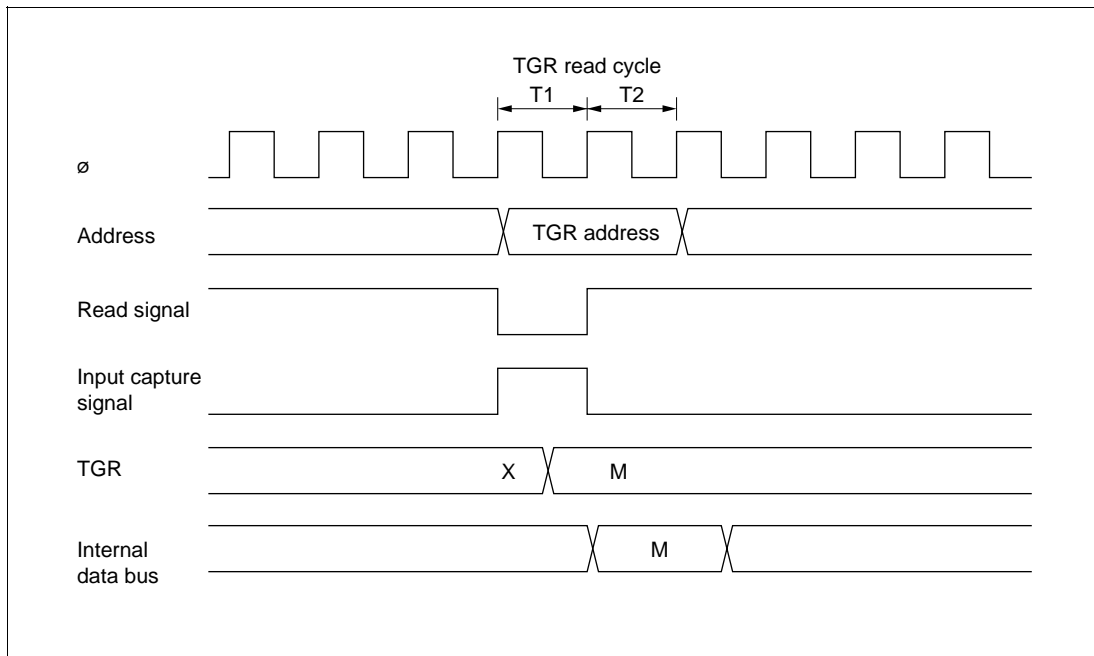 TGR read cycle
T1 T2
ø
Address
TGR address
Read signal
Input capture
signal
TGR
X M
Internal
data bus
M